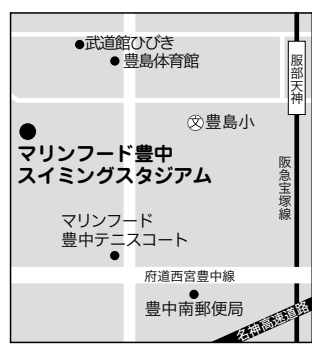 武道館ひびき
豊島体育館
服部天神
文豊島小
マリンフード豊中
スイミングスタジアム
阪急宝塚線
マリンフード
豊中テニスコート
府道西宮豊中線
豊中南郵便局
名神高速道路